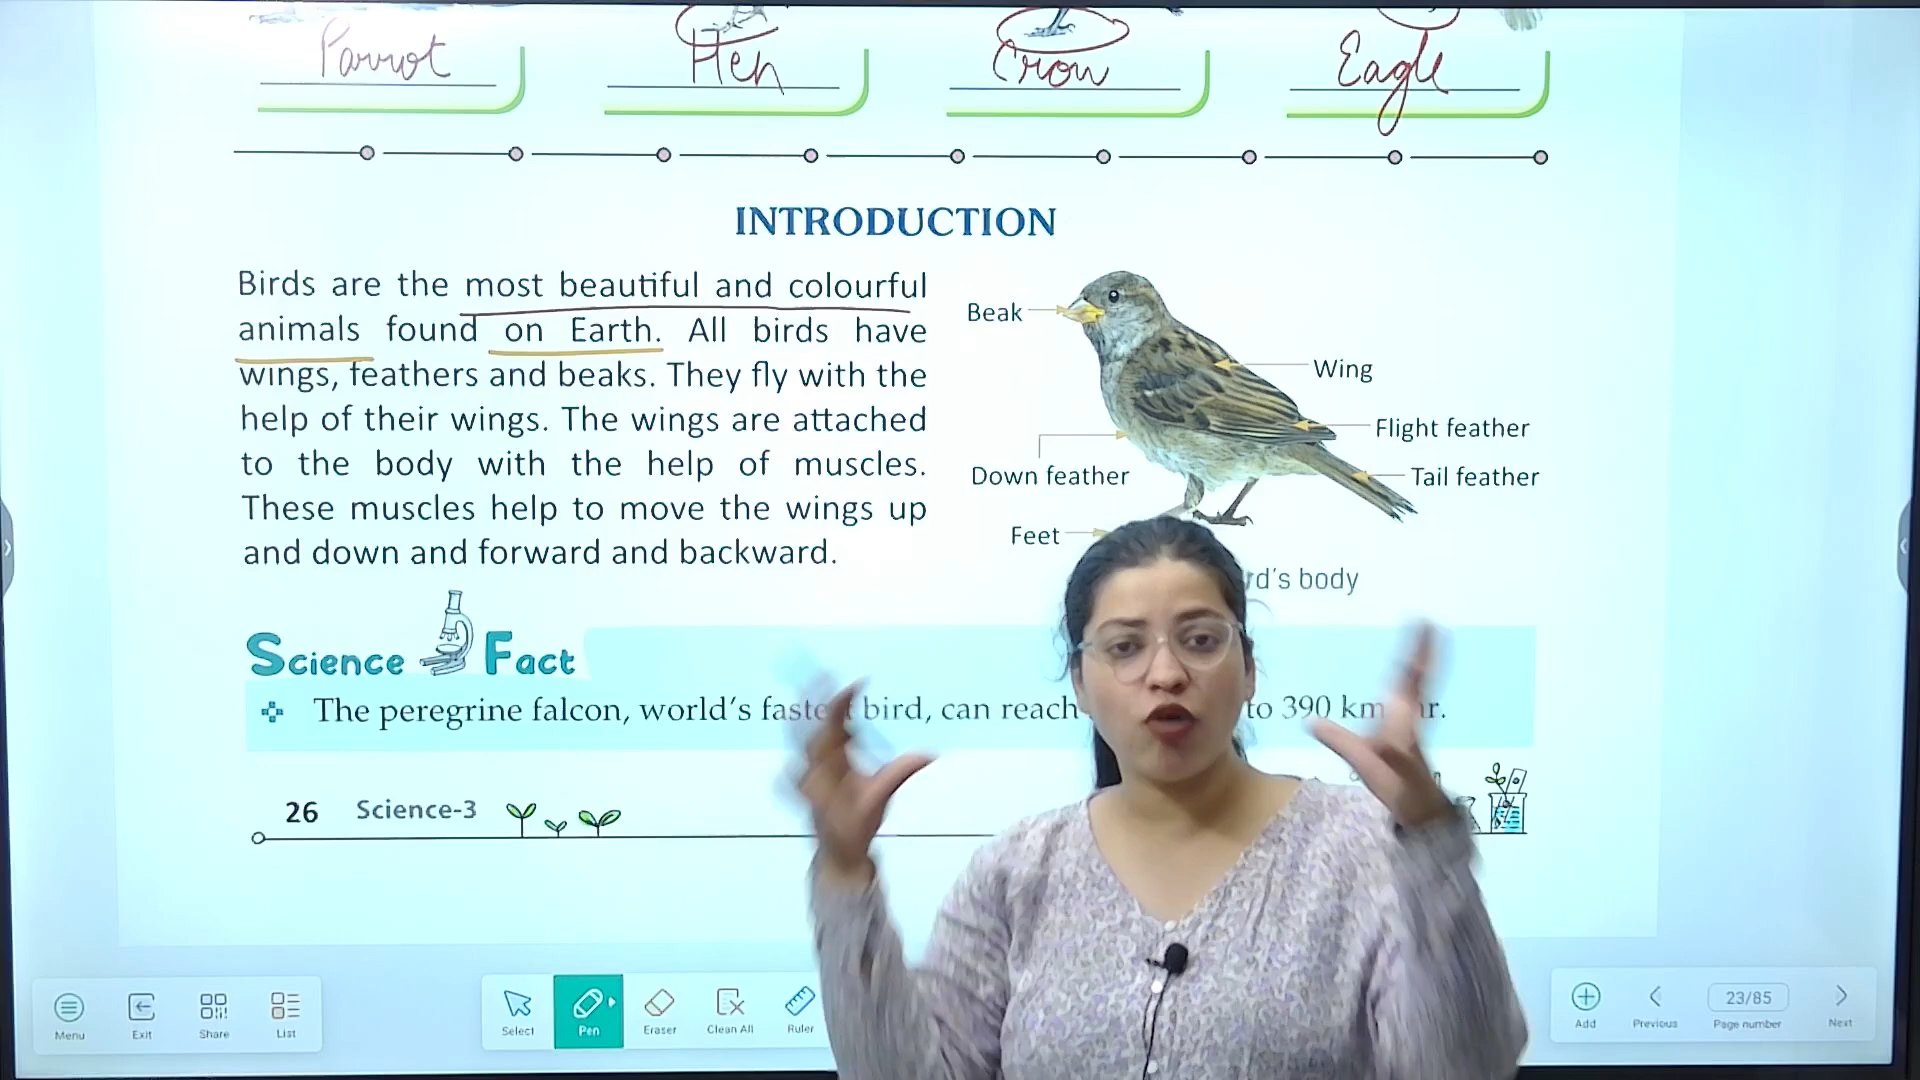 Parrot Hen Crow Eagle
INTRODUCTION
Birds are the most beautiful and colourful
animals found on Earth. All birds have
wings, feathers and beaks. They fly with the
help of their wings. The wings are attached
to the body with the help of muscles.
These muscles help to move the wings up
and down and forward and backward.
Beak
Wing
Flight feather
Down feather
Tail feather
Feet
rd's body
Science Fact
The peregrine falcon, world's fastest bird, can reach to 390 km
26 Science-3
Menu Exit Share List Select Pen Eraser Clean All Ruler
Add Previous 23/85 Page number Next